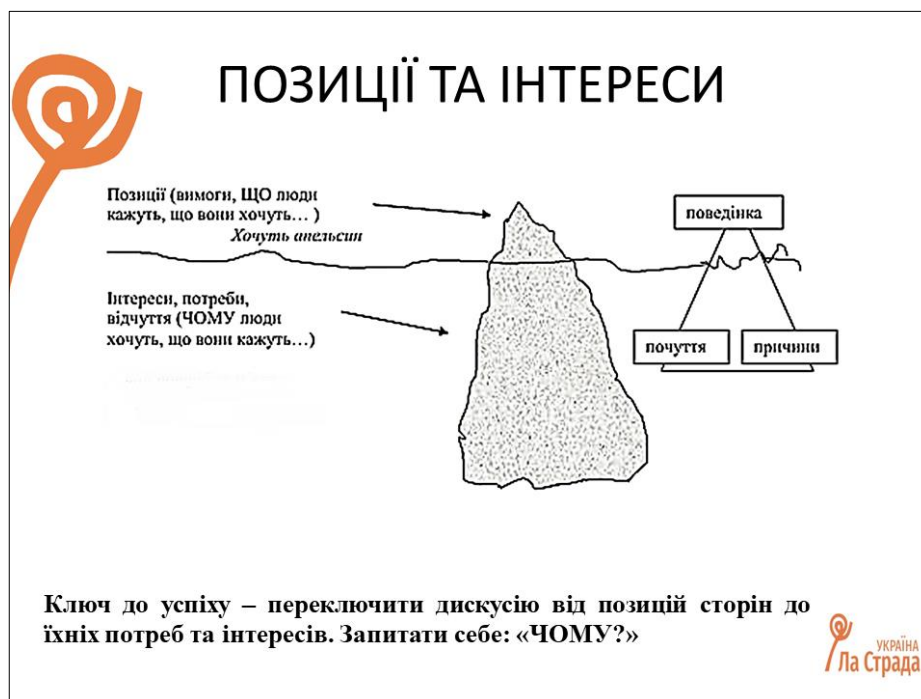 ПОЗИЦІЇ ТА ІНТЕРЕСИ
Позиції (вимоги, ЩО люди
кажуть, що вони хочуть… )
Хочуть апельсин
поведінка
Інтереси, потреби,
відчуття (ЧОМУ люди
хочуть, що вони кажуть…)
почуття
причини
Ключ до успіху – переключити дискусію від позицій сторін до
їхніх потреб та інтересів. Запитати себе: «ЧОМУ?»
УКРАЇНА
Ла Страда